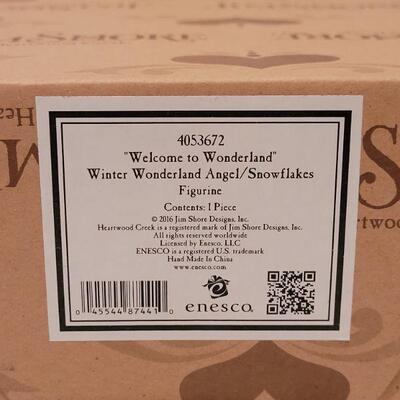 JIM SHORE
4053672
"Welcome to Wonderland"
Winter Wonderland Angel/Snowflakes
Figurine
Contents: 1 Piece
© 2016 Jim Shore Designs, Inc.
Heartwood Creek is a registered mark of Jim Shore Designs, Inc.
All rights reserved worldwide
Licensed by Enesco, LLC
ENESCO is a registered U.S. trademark
Hand Made In China
www.enesco.com
enesco.
0 45544 87441 0